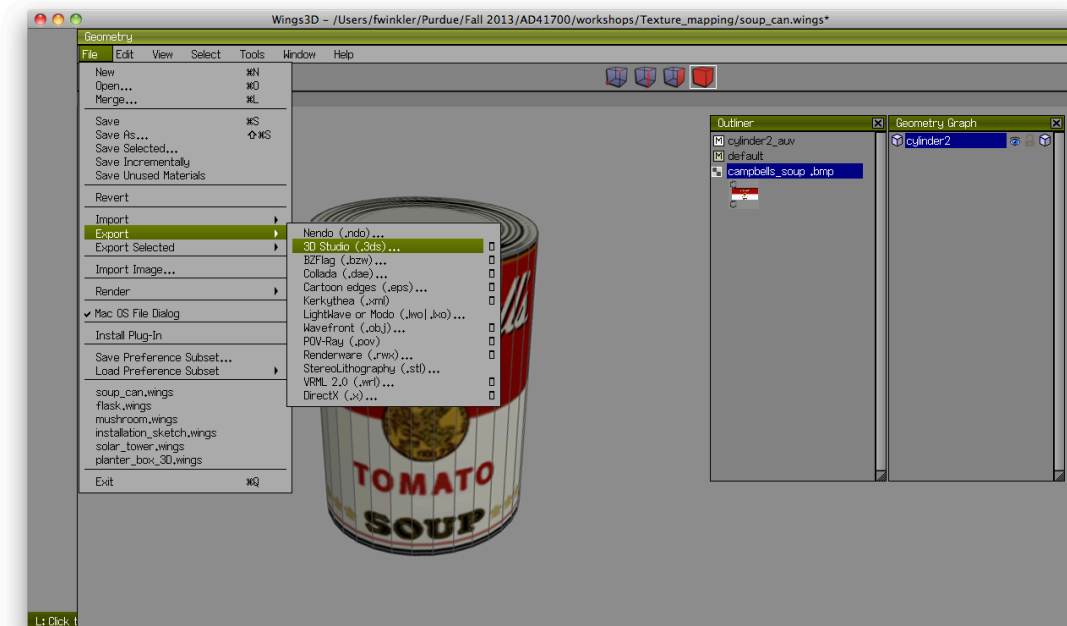 Wings3D - /Users/fwinkler/Purdue/Fall 2013/AD41700/workshops/Texture_mapping/soup_can.wings*
Geometry
File Edit View Select Tools Window Help
New ⌘N
Open... ⌘O
Merge... ⌘L
Save ⌘S
Save As... ⇧⌘S
Save Selected...
Save Incrementally
Save Unused Materials
Revert
Import
Export
Export Selected
Import Image...
Render
Mac OS File Dialog
Install Plug-In
Save Preference Subset...
Load Preference Subset
soup_can.wings
flask.wings
mushroom.wings
installation_sketch.wings
solar_tower.wings
planter_box_3D.wings
Exit ⌘Q
Nendo (.ndo)...
3D Studio (.3ds)...
BZFlag (.bzw)...
Collada (.dae)...
Cartoon edges (.eps)...
Kerkythea (.xml)
LightWave or Modo (.lwo|.lxo)...
Wavefront (.obj)...
POV-Ray (.pov)
Renderware (.rwx)...
StereoLithography (.stl)...
VRML 2.0 (.wrl)...
DirectX (.x)...
Outliner
cylinder2_auv
default
campbells_soup .bmp
Geometry Graph
cylinder2
TOMATO
SOUP
L: Click